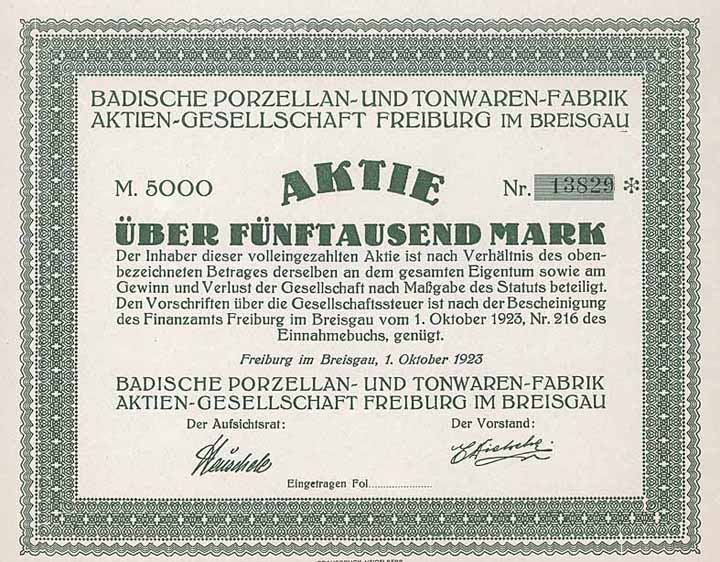 BADISCHE PORZELLAN- UND TONWAREN-FABRIK
AKTIEN-GESELLSCHAFT FREIBURG IM BREISGAU
AKTIE
M. 5000 Nr. 13829 *
ÜBER FÜNFTAUSEND MARK
Der Inhaber dieser volleingezahlten Aktie ist nach Verhältnis des oben-
bezeichneten Betrages derselben an dem gesamten Eigentum sowie am
Gewinn und Verlust der Gesellschaft nach Maßgabe des Statuts beteiligt.
Den Vorschriften über die Gesellschaftssteuer ist nach der Bescheinigung
des Finanzamts Freiburg im Breisgau vom 1. Oktober 1923, Nr. 216 des
Einnahmebuchs, genügt.
Freiburg im Breisgau, 1. Oktober 1923
BADISCHE PORZELLAN- UND TONWAREN-FABRIK
AKTIEN-GESELLSCHAFT FREIBURG IM BREISGAU
Der Aufsichtsrat: Der Vorstand:
Eingetragen Fol.....................